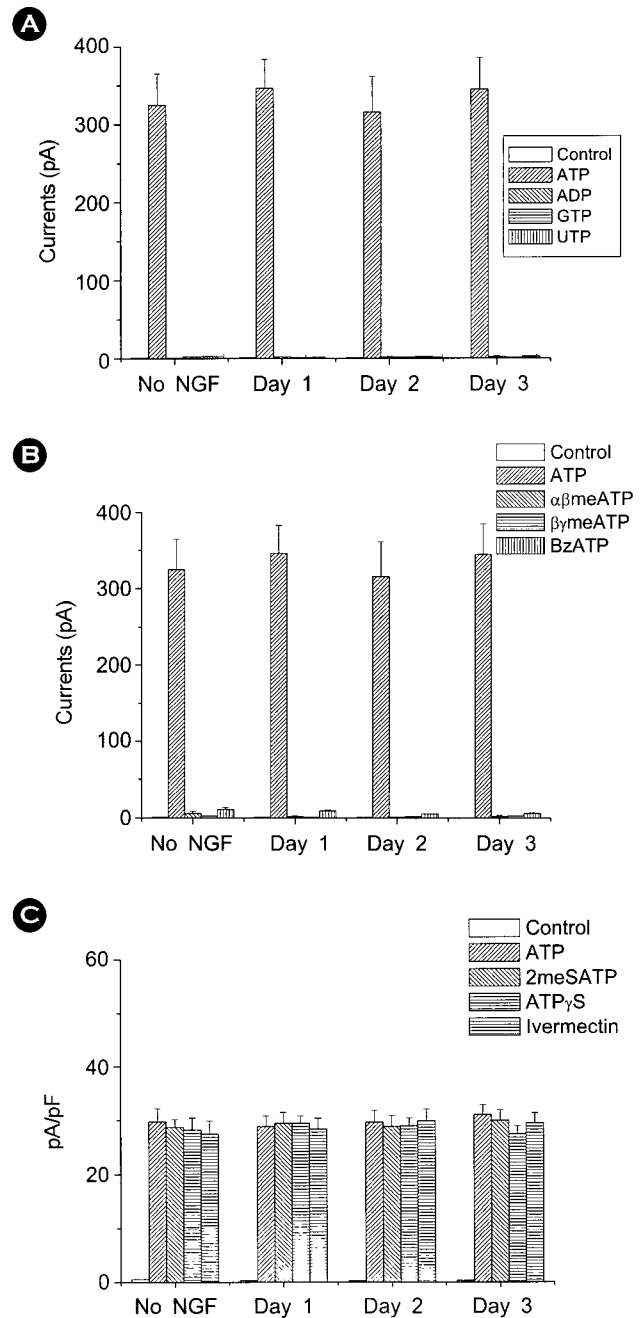 A
400
300
200
100
0
Currents (pA)
Control
ATP
ADP
GTP
UTP
No NGF Day 1 Day 2 Day 3
B
400
300
200
100
0
Currents (pA)
Control
ATP
αβmeATP
βγmeATP
BzATP
No NGF Day 1 Day 2 Day 3
C
60
40
20
0
pA/pF
Control
ATP
2meSATP
ATPγS
Ivermectin
No NGF Day 1 Day 2 Day 3